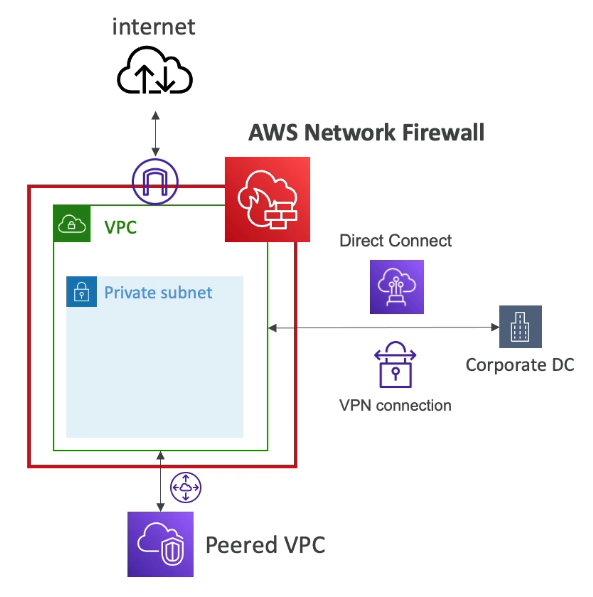 internet
AWS Network Firewall
VPC
Direct Connect
Private subnet
Corporate DC
VPN connection
Peered VPC